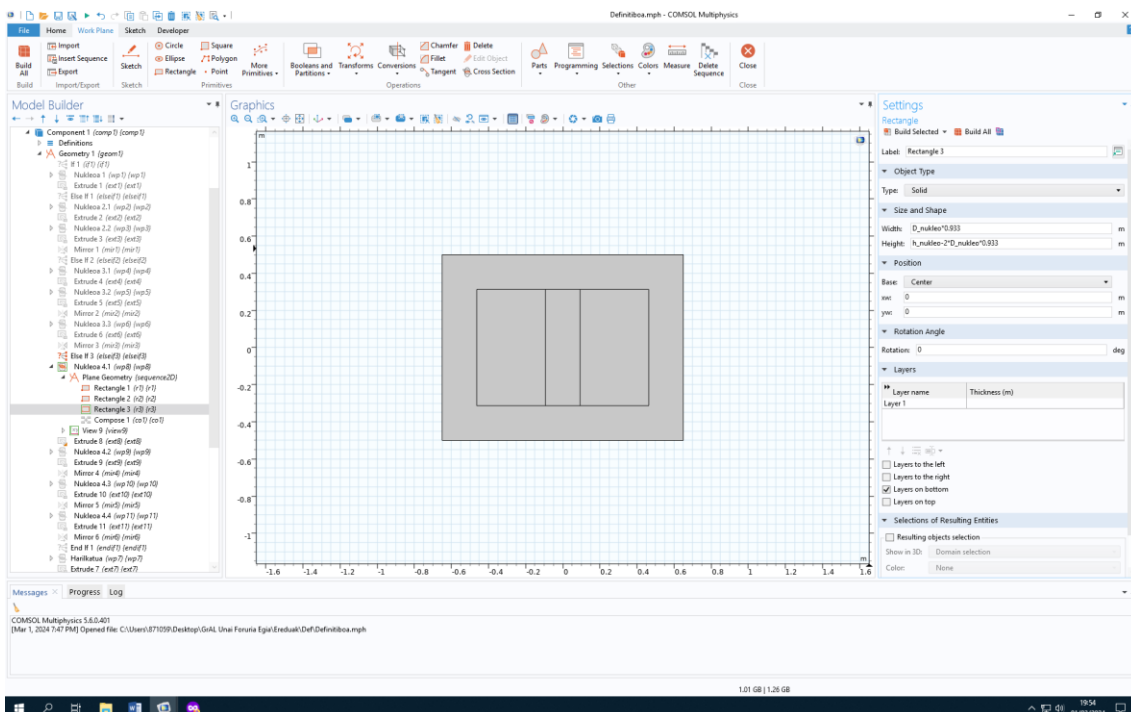 Definitiboa.mph - COMSOL Multiphysics
File Home Work Plane Sketch Developer
Build All
Import
Insert Sequence
Export
Sketch
Circle Square
Ellipse Polygon
Rectangle Point
More Primitives
Booleans and Partitions
Transforms
Conversions
Chamfer Delete
Fillet Edit Object
Tangent Cross Section
Parts
Programming
Selections
Colors
Measure
Delete Sequence
Close
Build Import/Export Sketch Primitives Operations Other Close
Model Builder
Component 1 (comp1) {comp1}
Definitions
Geometry 1 {geom1}
If 1 (if1) {if1}
Nukleoa 1 (wp1) {wp1}
Extrude 1 (ext1) {ext1}
Else If 1 (elseif1) {elseif1}
Nukleoa 2.1 (wp2) {wp2}
Extrude 2 (ext2) {ext2}
Nukleoa 2.2 (wp3) {wp3}
Extrude 3 (ext3) {ext3}
Mirror 1 (mir1) {mir1}
Else If 2 (elseif2) {elseif2}
Nukleoa 3.1 (wp4) {wp4}
Extrude 4 (ext4) {ext4}
Nukleoa 3.2 (wp5) {wp5}
Extrude 5 (ext5) {ext5}
Mirror 2 (mir2) {mir2}
Nukleoa 3.3 (wp6) {wp6}
Extrude 6 (ext6) {ext6}
Mirror 3 (mir3) {mir3}
Else If 3 (elseif3) {elseif3}
Nukleoa 4.1 (wp8) {wp8}
Plane Geometry {sequence2D}
Rectangle 1 (r1) {r1}
Rectangle 2 (r2) {r2}
Rectangle 3 (r3) {r3}
Compose 1 (co1) {co1}
View 9 {view9}
Extrude 8 (ext8) {ext8}
Nukleoa 4.2 (wp9) {wp9}
Extrude 9 (ext9) {ext9}
Mirror 4 (mir4) {mir4}
Nukleoa 4.3 (wp10) {wp10}
Extrude 10 (ext10) {ext10}
Mirror 5 (mir5) {mir5}
Nukleoa 4.4 (wp11) {wp11}
Extrude 11 (ext11) {ext11}
Mirror 6 (mir6) {mir6}
End If 1 (endif1) {endif1}
Harilkatua (wp7) {wp7}
Extrude 7 (ext7) {ext7}
Graphics
m
1
0.8
0.6
0.4
0.2
0
-0.2
-0.4
-0.6
-0.8
-1
m
-1.6 -1.4 -1.2 -1 -0.8 -0.6 -0.4 -0.2 0 0.2 0.4 0.6 0.8 1 1.2 1.4 1.6
Settings
Rectangle
Build Selected Build All
Label: Rectangle 3
Object Type
Type: Solid
Size and Shape
Width: D_nukleo*0.933 m
Height: h_nukleo-2*D_nukleo*0.933 m
Position
Base: Center
xw: 0 m
yw: 0 m
Rotation Angle
Rotation: 0 deg
Layers
Layer name Thickness (m)
Layer 1
Layers to the left
Layers to the right
Layers on bottom
Layers on top
Selections of Resulting Entities
Resulting objects selection
Show in 3D: Domain selection
Color: None
Messages Progress Log
COMSOL Multiphysics 5.6.0.401
[Mar 1, 2024 7:47 PM] Opened file: C:\Users\871059\Desktop\GrAL Unai Foruria Egia\Ereduak\Def\Definitiboa.mph
1.01 GB | 1.26 GB
19:54